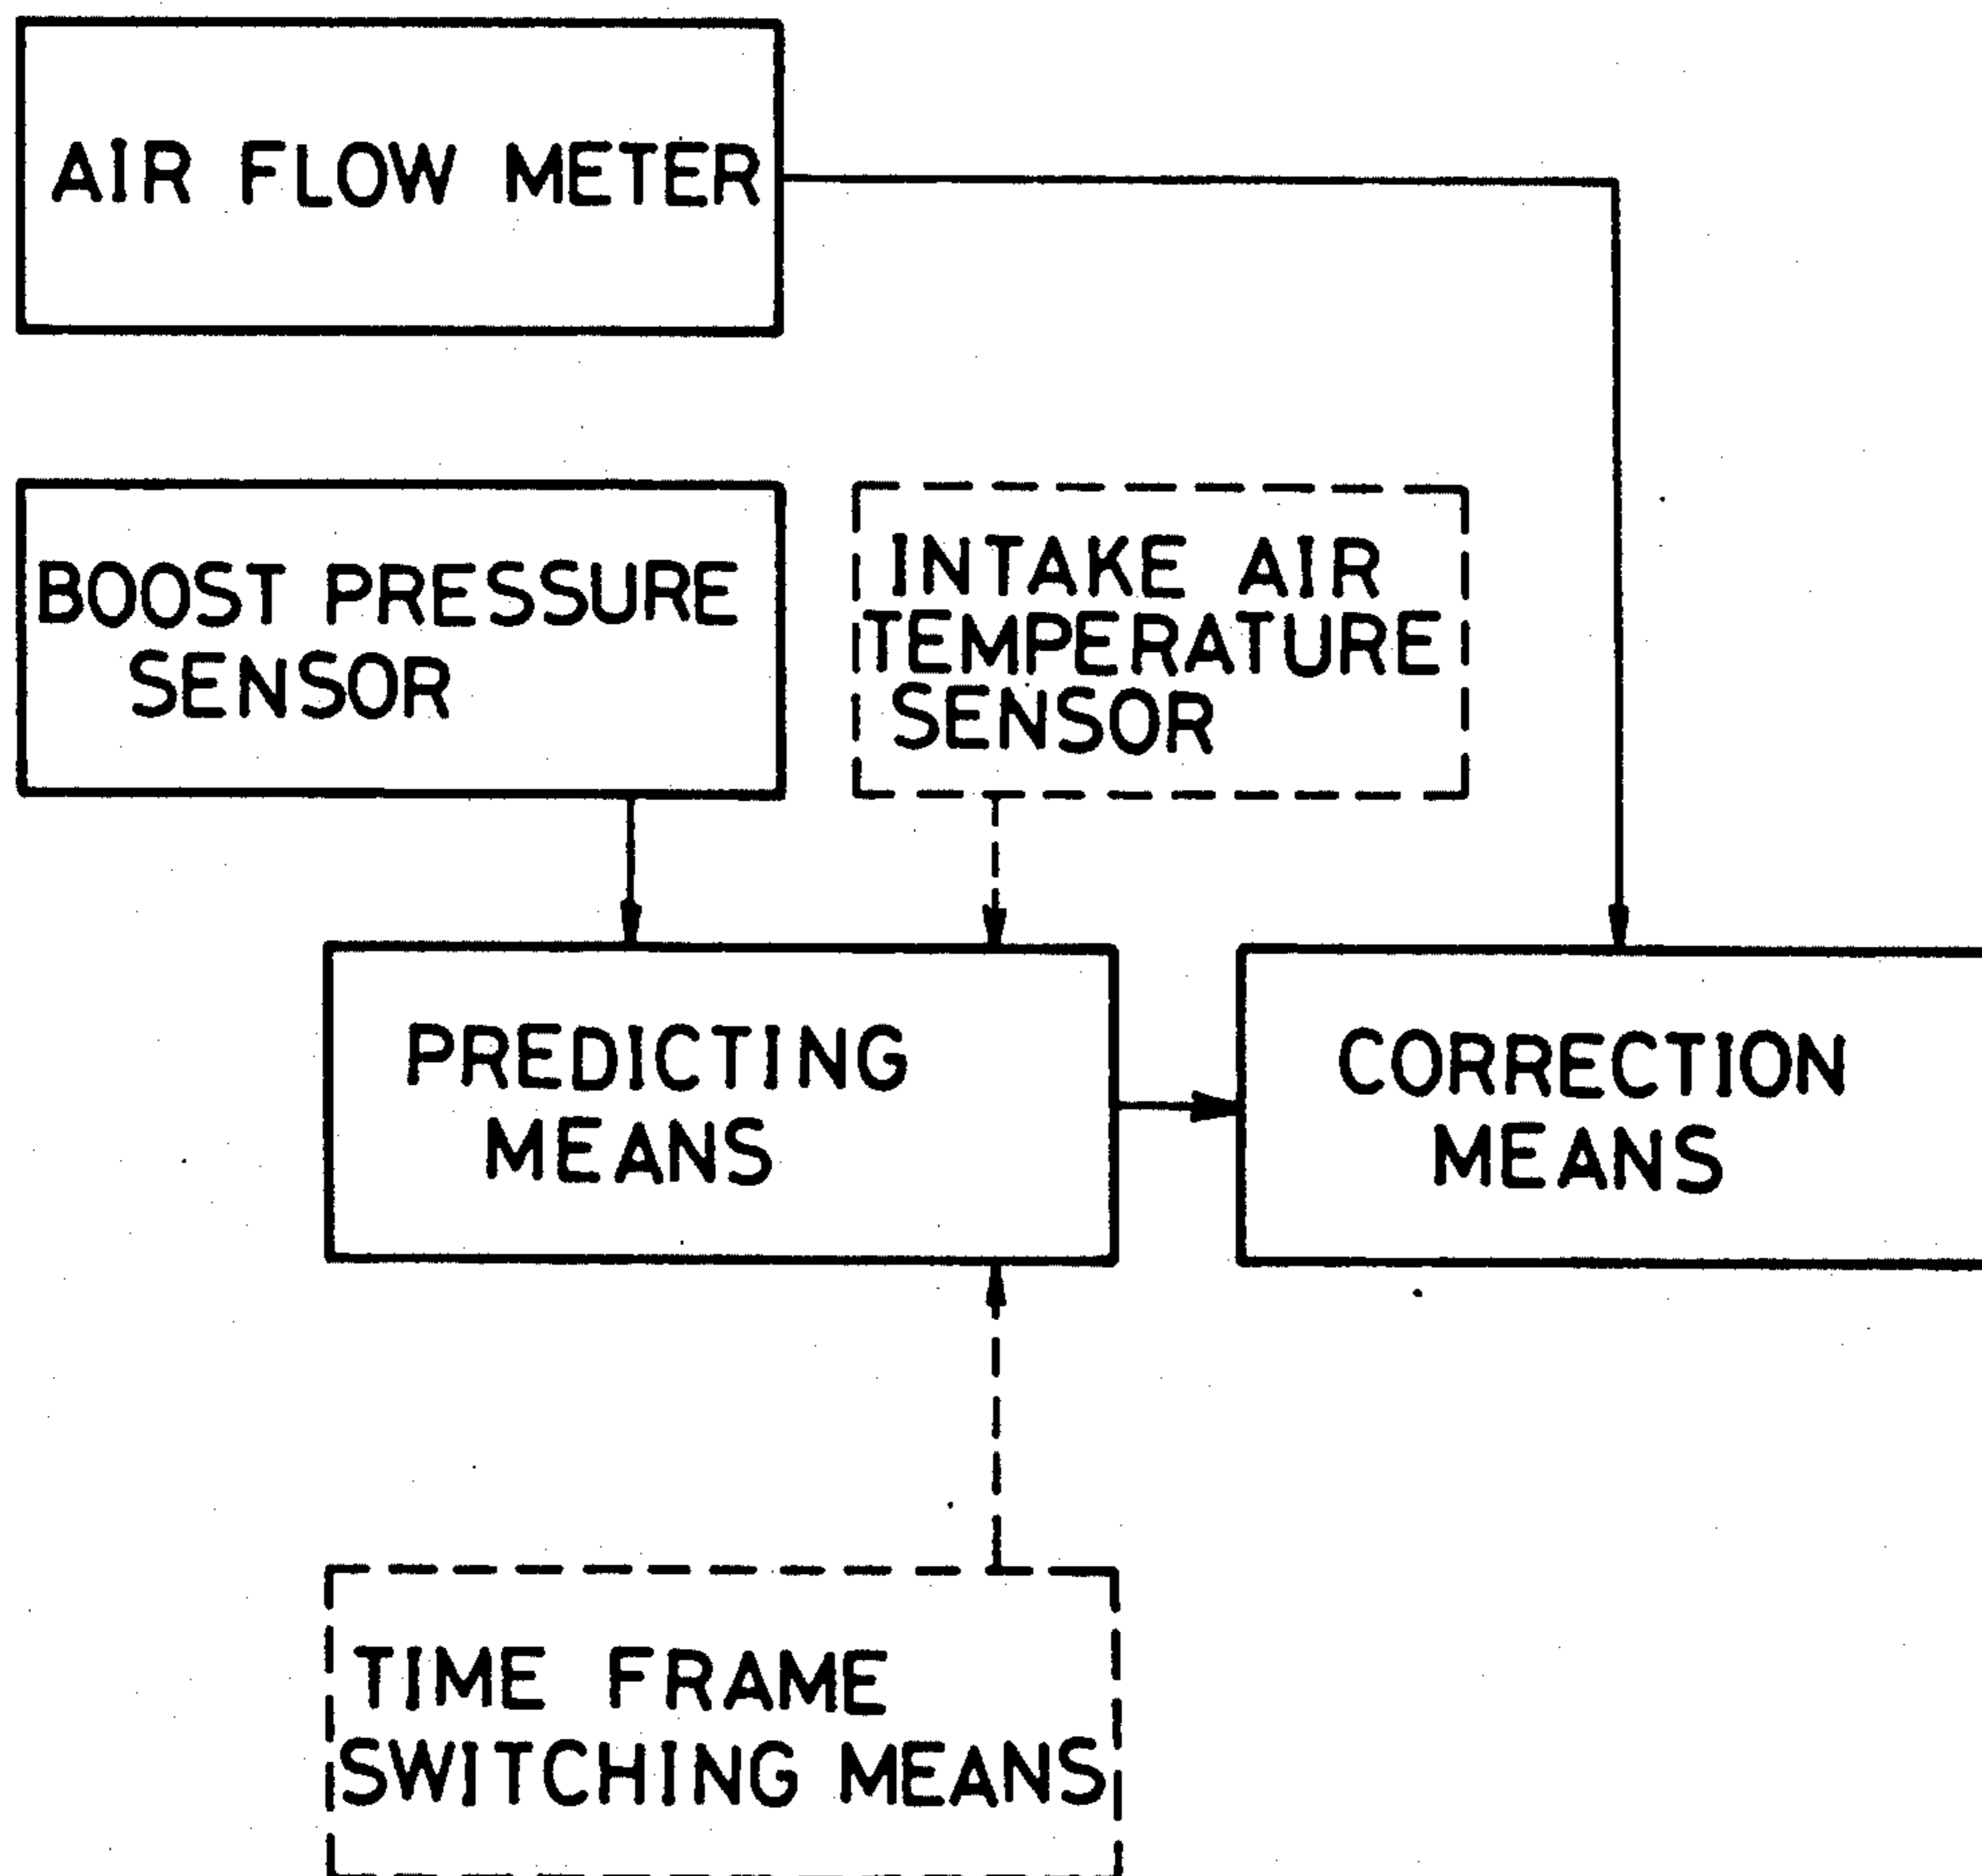 AIR FLOW METER
BOOST PRESSURE
SENSOR
INTAKE AIR
TEMPERATURE
SENSOR
PREDICTING
MEANS
CORRECTION
MEANS
TIME FRAME
SWITCHING MEANS